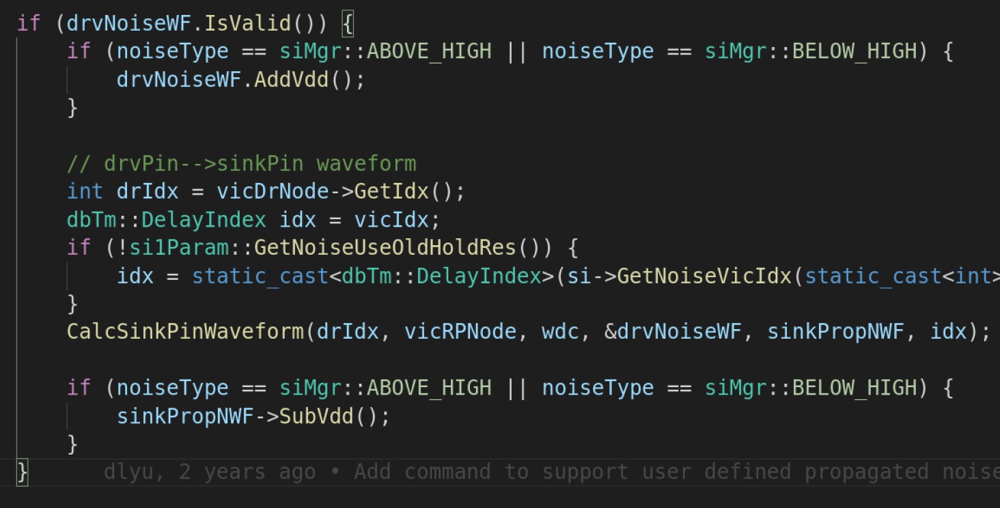 if (drvNoiseWF.IsValid()) {
    if (noiseType == siMgr::ABOVE_HIGH || noiseType == siMgr::BELOW_HIGH) {
        drvNoiseWF.AddVdd();
    }

    // drvPin-->sinkPin waveform
    int drIdx = vicDrNode->GetIdx();
    dbTm::DelayIndex idx = vicIdx;
    if (!si1Param::GetNoiseUseOldHoldRes()) {
        idx = static_cast<dbTm::DelayIndex>(si->GetNoiseVicIdx(static_cast<int>
    }
    CalcSinkPinWaveform(drIdx, vicRPNode, wdc, &drvNoiseWF, sinkPropNWF, idx);

    if (noiseType == siMgr::ABOVE_HIGH || noiseType == siMgr::BELOW_HIGH) {
        sinkPropNWF->SubVdd();
    }
}      dlyu, 2 years ago • Add command to support user defined propagated noise